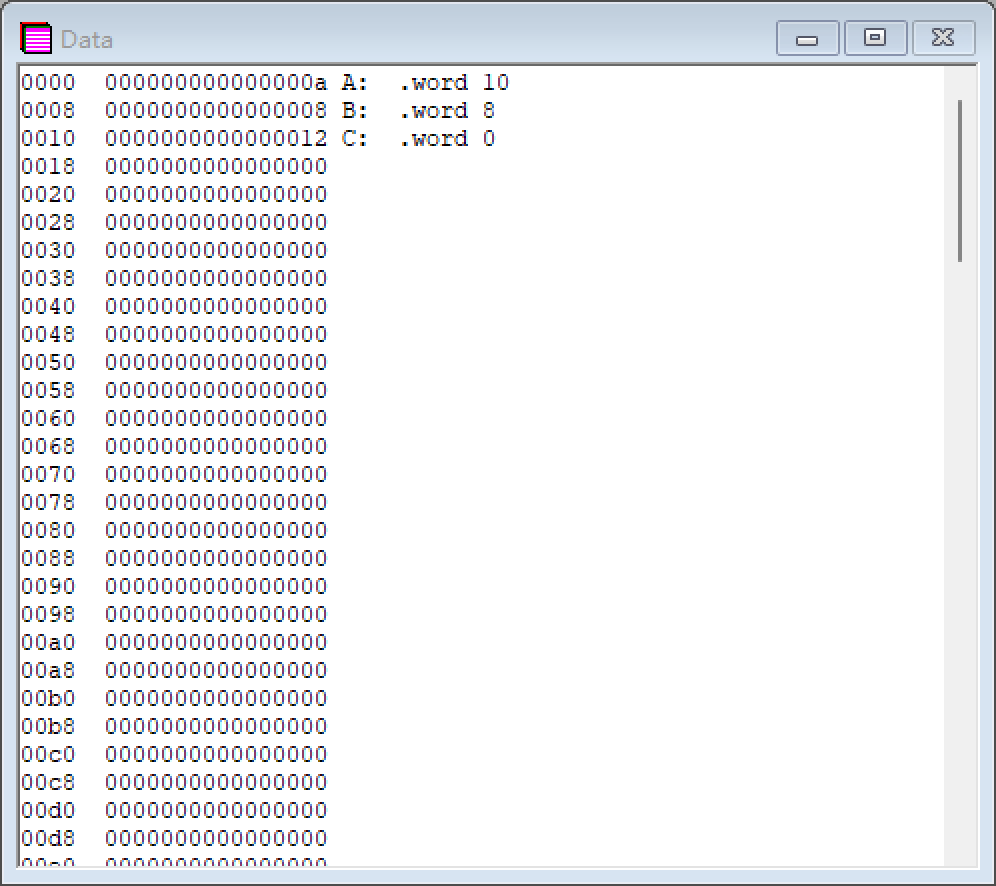 Data
0000 000000000000000a A: .word 10
0008 0000000000000008 B: .word 8
0010 0000000000000012 C: .word 0
0018 0000000000000000
0020 0000000000000000
0028 0000000000000000
0030 0000000000000000
0038 0000000000000000
0040 0000000000000000
0048 0000000000000000
0050 0000000000000000
0058 0000000000000000
0060 0000000000000000
0068 0000000000000000
0070 0000000000000000
0078 0000000000000000
0080 0000000000000000
0088 0000000000000000
0090 0000000000000000
0098 0000000000000000
00a0 0000000000000000
00a8 0000000000000000
00b0 0000000000000000
00b8 0000000000000000
00c0 0000000000000000
00c8 0000000000000000
00d0 0000000000000000
00d8 0000000000000000